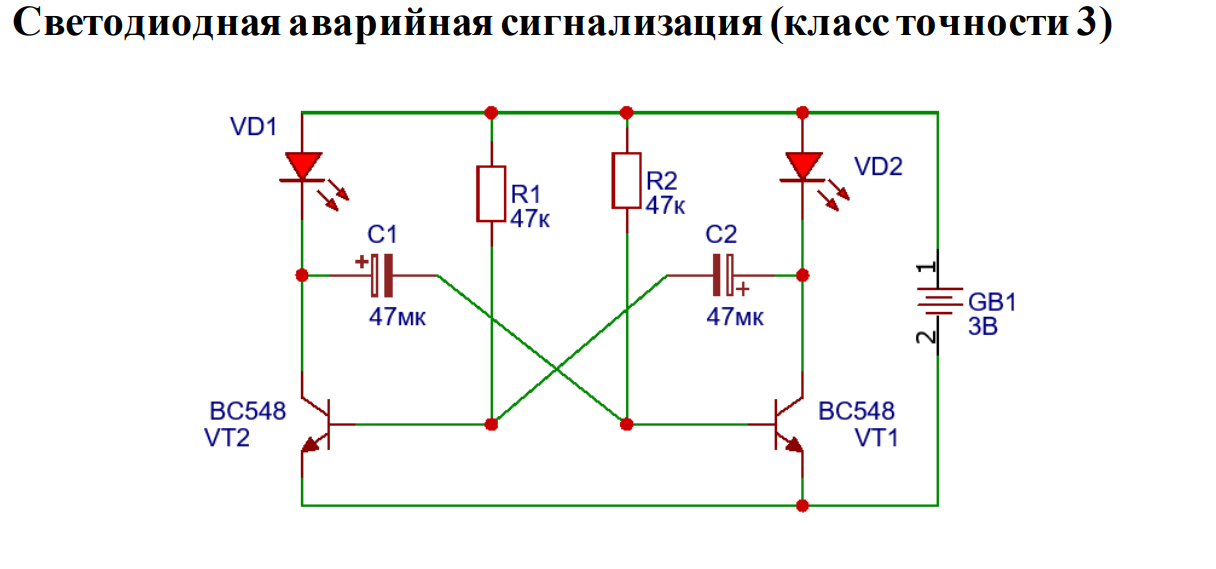 Светодиодная аварийная сигнализация (класс точности 3)
VD1
VD2
R1
47к
R2
47к
C1
+
47мк
C2
+
47мк
1
GB1
3В
2
BC548
VT2
BC548
VT1